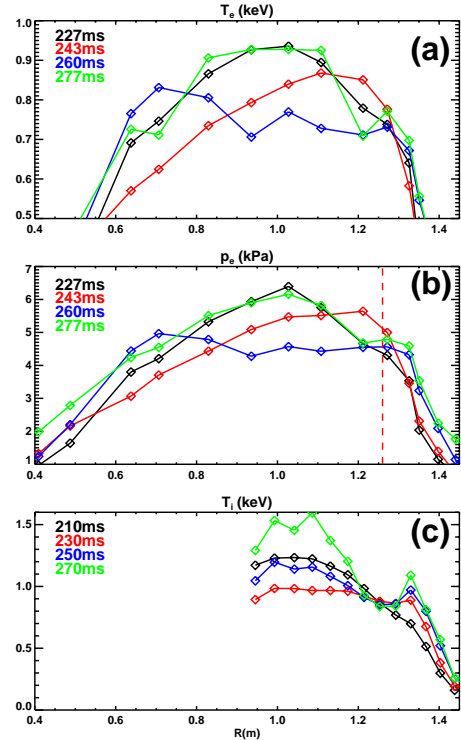 T_e (keV)
1.0
0.9
0.8
0.7
0.6
0.5
227ms
243ms
260ms
277ms
(a)
0.4 0.6 0.8 1.0 1.2 1.4
p_e (kPa)
7
6
5
4
3
2
1
227ms
243ms
260ms
277ms
(b)
0.4 0.6 0.8 1.0 1.2 1.4
T_i (keV)
1.5
1.0
0.5
0.0
210ms
230ms
250ms
270ms
(c)
0.4 0.6 0.8 1.0 1.2 1.4
R(m)